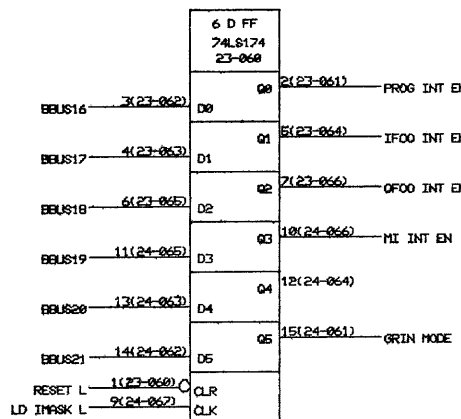 6 D FF
74LS174
23-060
Q0 2(23-061) PROG INT E
BBUS16 3(23-062) D0
Q1 5(23-064) IFOO INT E
BBUS17 4(23-063) D1
Q2 7(23-066) OFOO INT E
BBUS18 6(23-065) D2
Q3 10(24-066) MI INT EN
BBUS19 11(24-065) D3
Q4 12(24-064)
BBUS20 13(24-063) D4
Q5 15(24-061) GRIN MODE
BBUS21 14(24-062) D5
RESET L 1(23-060) CLR
LD IMASK L 9(24-067) CLK